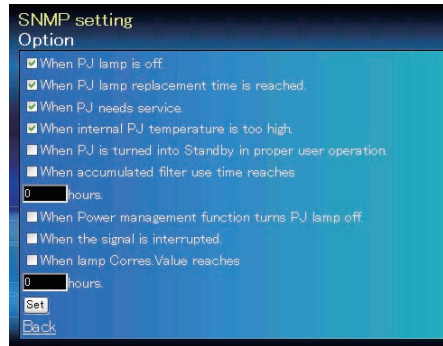 SNMP setting
Option
When PJ lamp is off.
When PJ lamp replacement time is reached.
When PJ needs service.
When internal PJ temperature is too high.
When PJ is turned into Standby in proper user operation.
When accumulated filter use time reaches
0 hours.
When Power management function turns PJ lamp off
When the signal is interrupted.
When lamp Corres.Value reaches
0 hours.
Set
Back